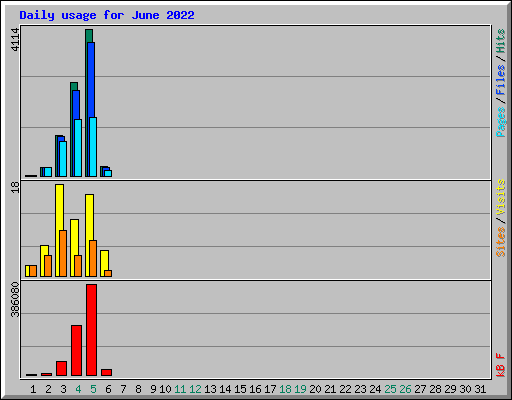 Daily usage for June 2022
4114
18
386080
Pages/Files/Hits
Sites/Visits
kB F
1 2 3 4 5 6 7 8 9 10 11 12 13 14 15 16 17 18 19 20 21 22 23 24 25 26 27 28 29 30 31